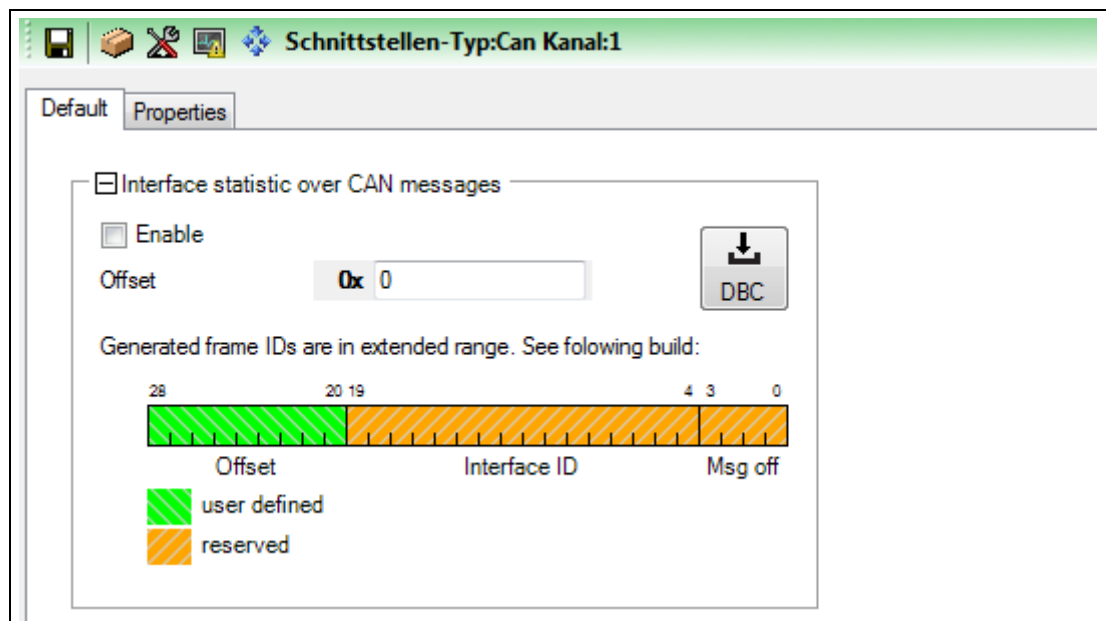 Schnittstellen-Typ:Can Kanal:1
Default Properties
Interface statistic over CAN messages
Enable
Offset 0x 0
DBC
Generated frame IDs are in extended range. See folowing build:
28 20 19 4 3 0
Offset Interface ID Msg off
user defined
reserved